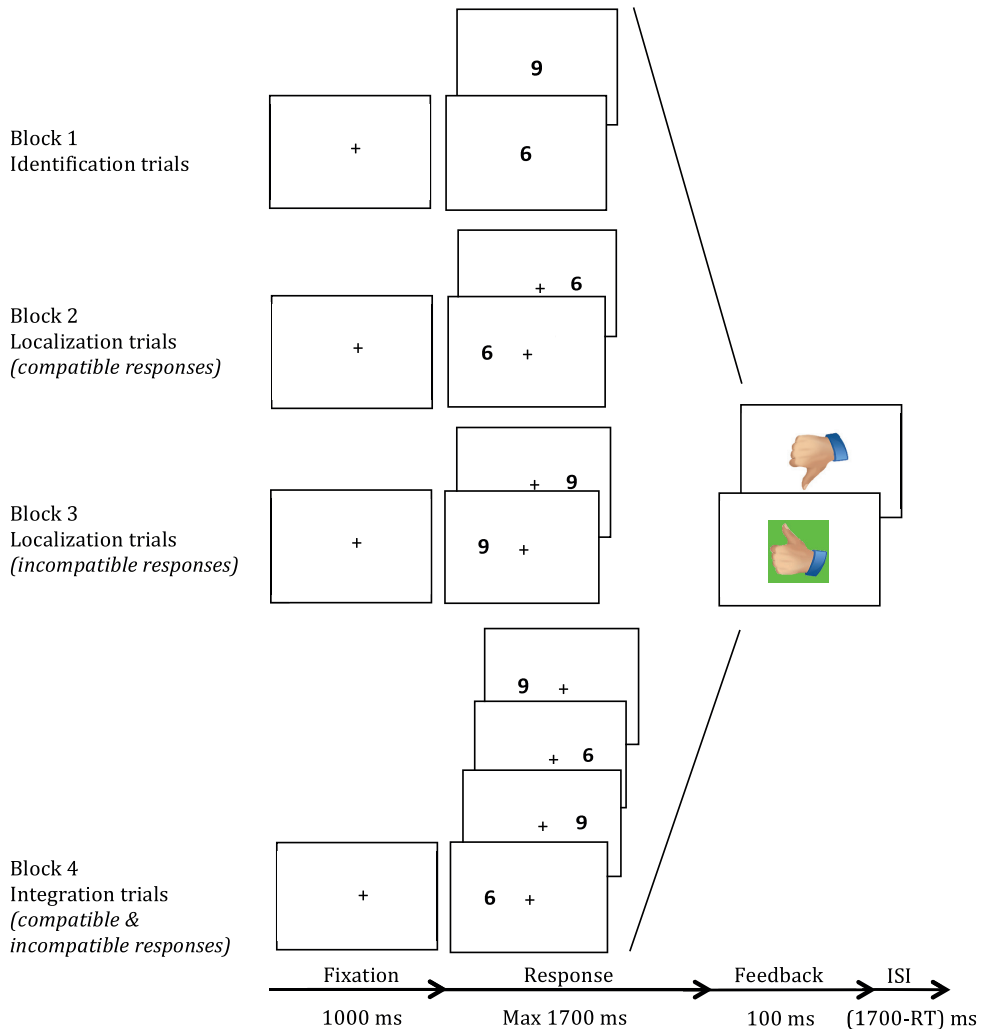 9
Block 1
Identification trials
+
6
+ 6
Block 2
Localization trials
(compatible responses)
+
6 +
+ 9
Block 3
Localization trials
(incompatible responses)
+
9 +
9 +
+ 6
+ 9
Block 4
Integration trials
(compatible &
incompatible responses)
+
6 +
Fixation Response Feedback ISI
1000 ms Max 1700 ms 100 ms (1700-RT) ms